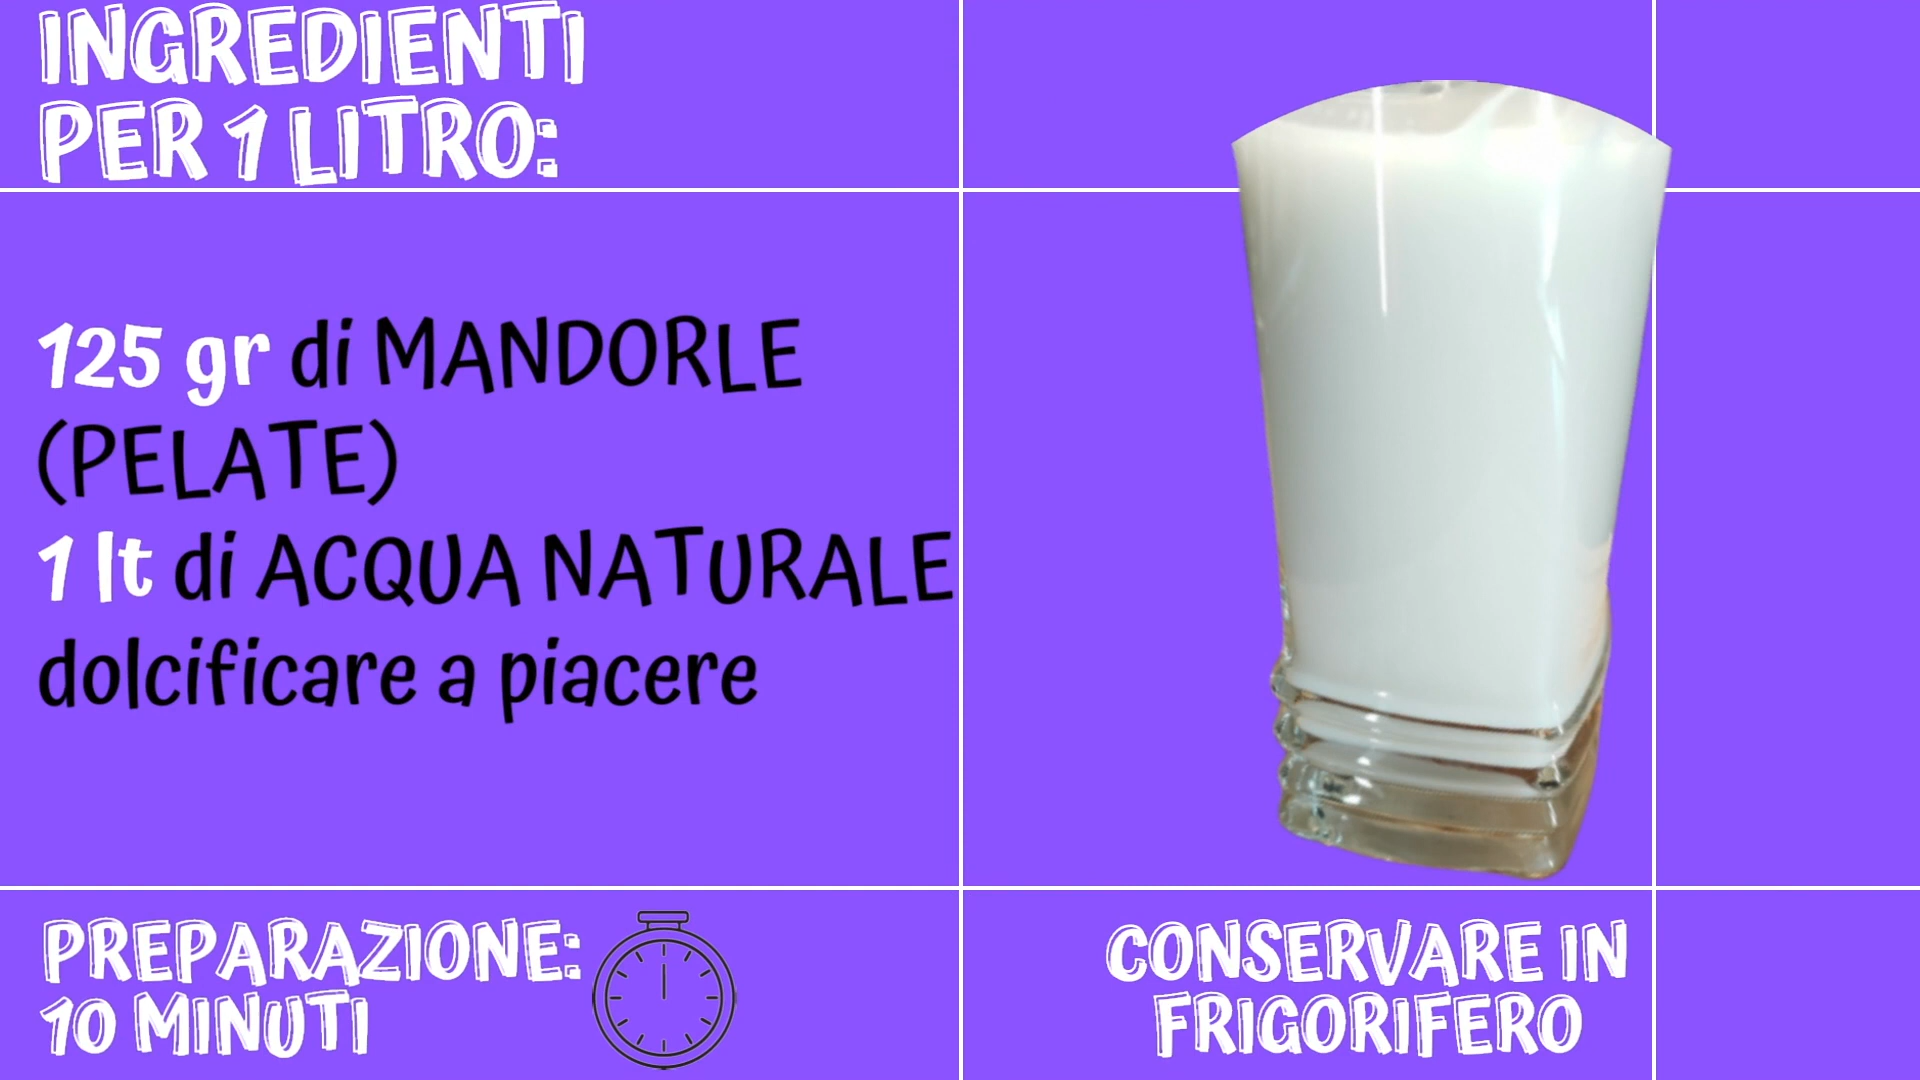 INGREDIENTI
PER 1 LITRO:
125 gr di MANDORLE
(PELATE)
1 lt di ACQUA NATURALE
dolcificare a piacere
PREPARAZIONE:
10 MINUTI
CONSERVARE IN
FRIGORIFERO